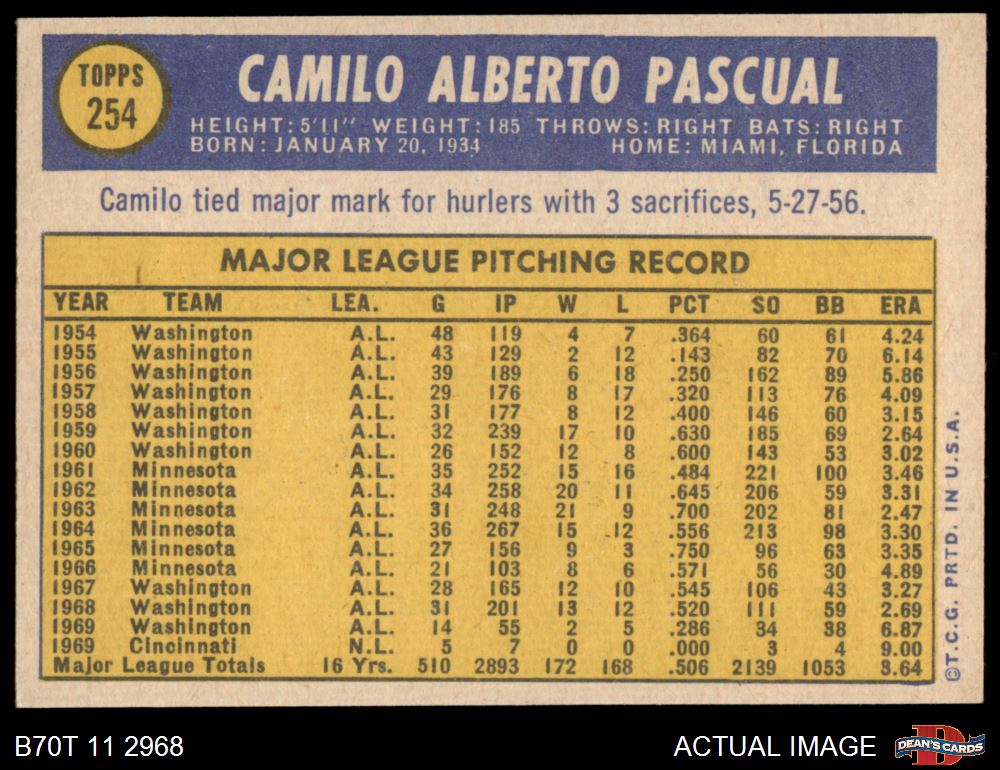 TOPPS
254
CAMILO ALBERTO PASCUAL
HEIGHT: 5'11" WEIGHT: 185 THROWS: RIGHT BATS: RIGHT
BORN: JANUARY 20, 1934 HOME: MIAMI, FLORIDA
Camilo tied major mark for hurlers with 3 sacrifices, 5-27-56.
MAJOR LEAGUE PITCHING RECORD
YEAR TEAM LEA. G IP W L PCT SO BB ERA
1954 Washington A.L. 48 119 4 7 .364 60 61 4.24
1955 Washington A.L. 43 129 2 12 .143 82 70 6.14
1956 Washington A.L. 39 189 6 18 .250 162 89 5.86
1957 Washington A.L. 29 176 8 17 .320 113 76 4.09
1958 Washington A.L. 31 177 8 12 .400 146 60 3.15
1959 Washington A.L. 32 239 17 10 .630 185 69 2.64
1960 Washington A.L. 26 152 12 8 .600 143 53 3.02
1961 Minnesota A.L. 35 252 15 16 .484 221 100 3.46
1962 Minnesota A.L. 34 258 20 11 .645 206 59 3.31
1963 Minnesota A.L. 31 248 21 9 .700 202 81 2.47
1964 Minnesota A.L. 36 267 15 12 .556 213 98 3.30
1965 Minnesota A.L. 27 156 9 3 .750 96 63 3.35
1966 Minnesota A.L. 21 103 8 6 .571 56 30 4.89
1967 Washington A.L. 28 165 12 10 .545 106 43 3.27
1968 Washington A.L. 31 201 13 12 .520 111 59 2.69
1969 Washington A.L. 14 55 2 5 .286 34 38 6.87
1969 Cincinnati N.L. 5 7 0 0 .000 3 4 9.00
Major League Totals 16 Yrs. 510 2893 172 168 .506 2139 1053 3.64
©T.C.G. PRTD. IN U.S.A.
B70T 11 2968
ACTUAL IMAGE
D
DEAN'S CARDS